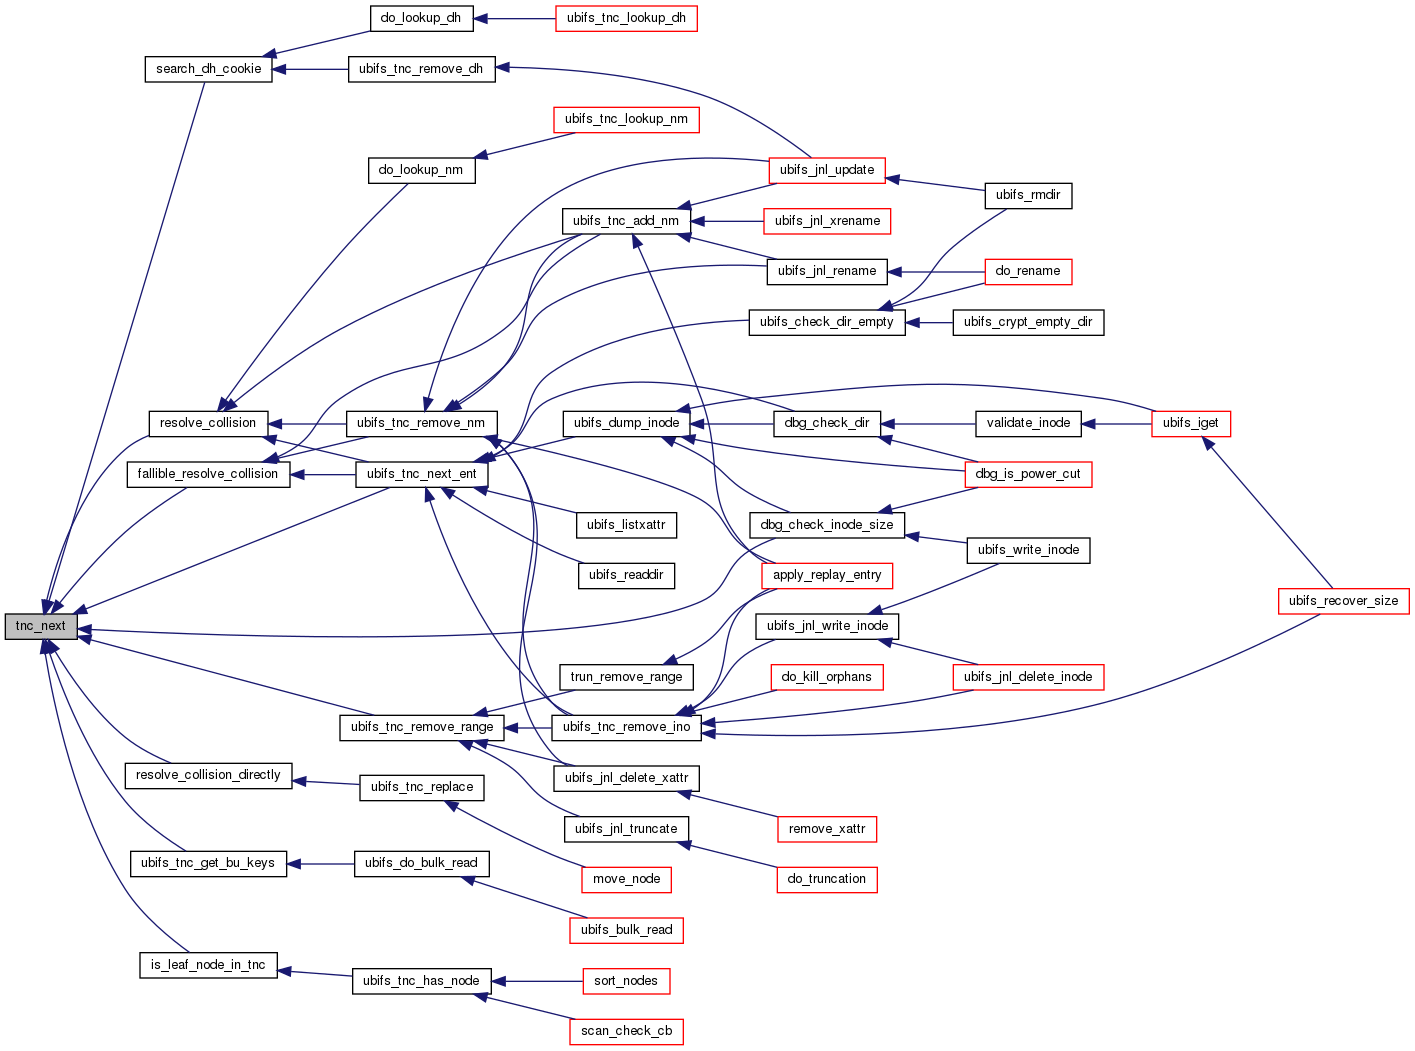 do_lookup_dh
ubifs_tnc_lookup_dh
search_dh_cookie
ubifs_tnc_remove_dh
ubifs_tnc_lookup_nm
do_lookup_nm
ubifs_jnl_update
ubifs_rmdir
ubifs_tnc_add_nm
ubifs_jnl_xrename
ubifs_jnl_rename
do_rename
ubifs_check_dir_empty
ubifs_crypt_empty_dir
resolve_collision
ubifs_tnc_remove_nm
ubifs_dump_inode
dbg_check_dir
validate_inode
ubifs_iget
fallible_resolve_collision
ubifs_tnc_next_ent
dbg_is_power_cut
ubifs_listxattr
dbg_check_inode_size
ubifs_write_inode
ubifs_readdir
apply_replay_entry
ubifs_recover_size
tnc_next
ubifs_jnl_write_inode
trun_remove_range
do_kill_orphans
ubifs_jnl_delete_inode
ubifs_tnc_remove_range
ubifs_tnc_remove_ino
resolve_collision_directly
ubifs_tnc_replace
ubifs_jnl_delete_xattr
ubifs_jnl_truncate
remove_xattr
ubifs_tnc_get_bu_keys
ubifs_do_bulk_read
move_node
do_truncation
ubifs_bulk_read
is_leaf_node_in_tnc
ubifs_tnc_has_node
sort_nodes
scan_check_cb